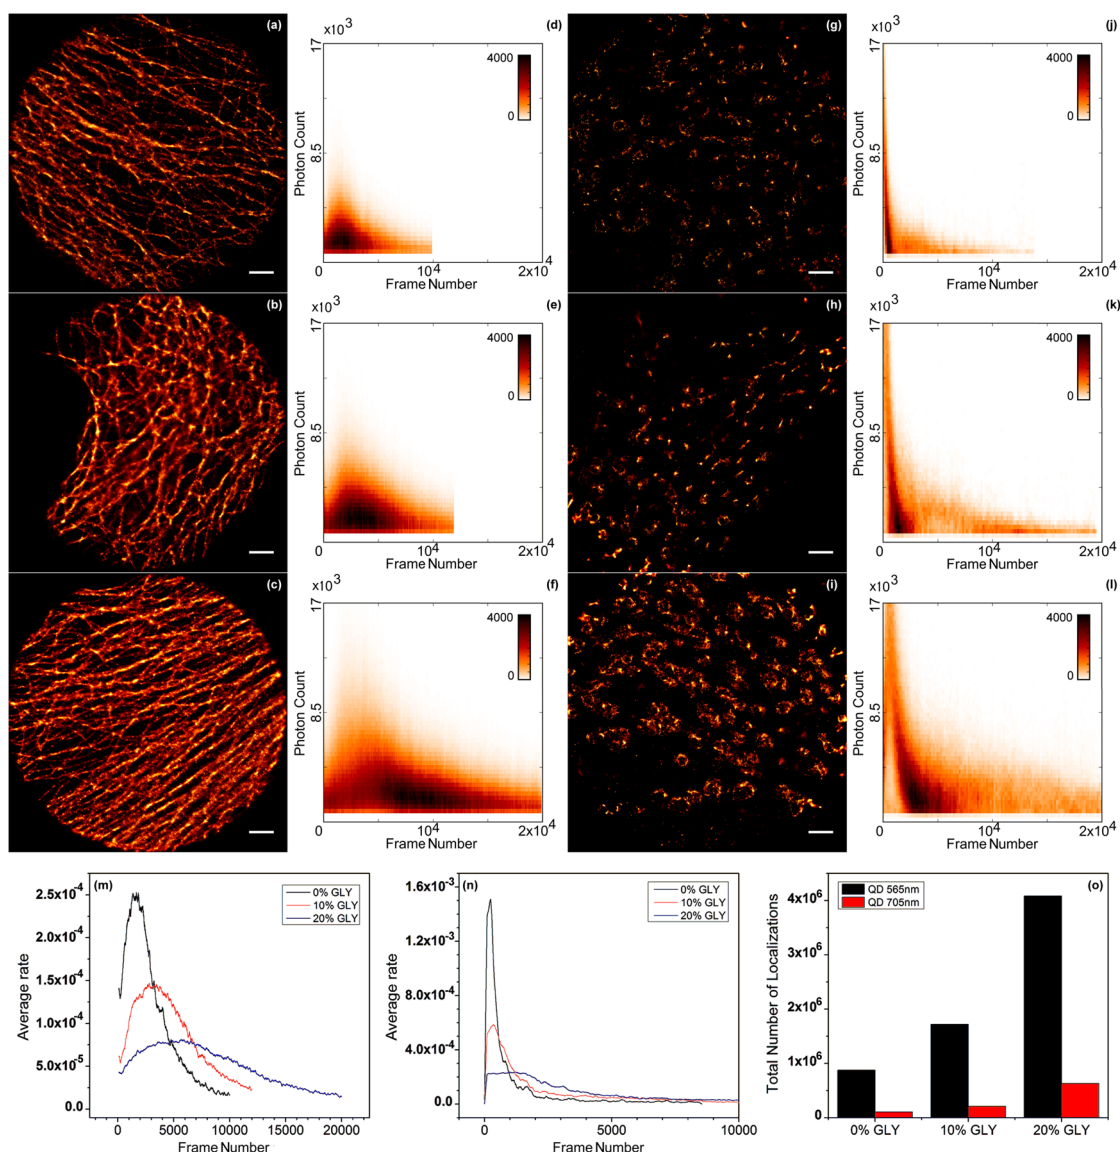 (a)
(d)
x10³
17
8.5
Photon Count
4000
0
0
10⁴
2x10⁴
Frame Number
(g)
(j)
x10³
17
8.5
Photon Count
4000
0
0
10⁴
2x10⁴
Frame Number
(b)
(e)
x10³
17
8.5
Photon Count
4000
0
0
10⁴
2x10⁴
Frame Number
(h)
(k)
x10³
17
8.5
Photon Count
4000
0
0
10⁴
2x10⁴
Frame Number
(c)
(f)
x10³
17
8.5
Photon Count
4000
0
0
10⁴
2x10⁴
Frame Number
(i)
(l)
x10³
17
8.5
Photon Count
4000
0
0
10⁴
2x10⁴
Frame Number
(m)
0% GLY
10% GLY
20% GLY
2.5x10⁻⁴
2.0x10⁻⁴
1.5x10⁻⁴
1.0x10⁻⁴
5.0x10⁻⁵
0.0
Average rate
0 5000 10000 15000 20000
Frame Number
(n)
0% GLY
10% GLY
20% GLY
1.6x10⁻³
1.2x10⁻³
8.0x10⁻⁴
4.0x10⁻⁴
0.0
Average rate
0 5000 10000
Frame Number
(o)
QD 565nm
QD 705nm
4x10⁶
3x10⁶
2x10⁶
1x10⁶
0
Total Number of Localizations
0% GLY 10% GLY 20% GLY